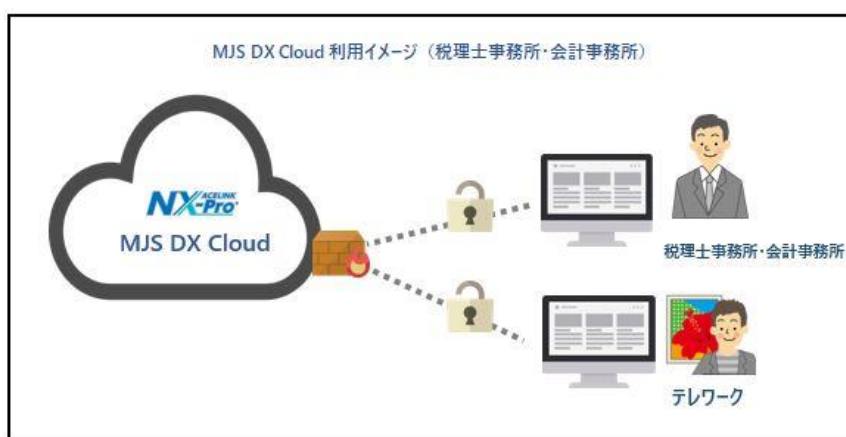 MJS DX Cloud 利用イメージ（税理士事務所・会計事務所）
ACELINK
NX-Pro
MJS DX Cloud
税理士事務所・会計事務所
テレワーク